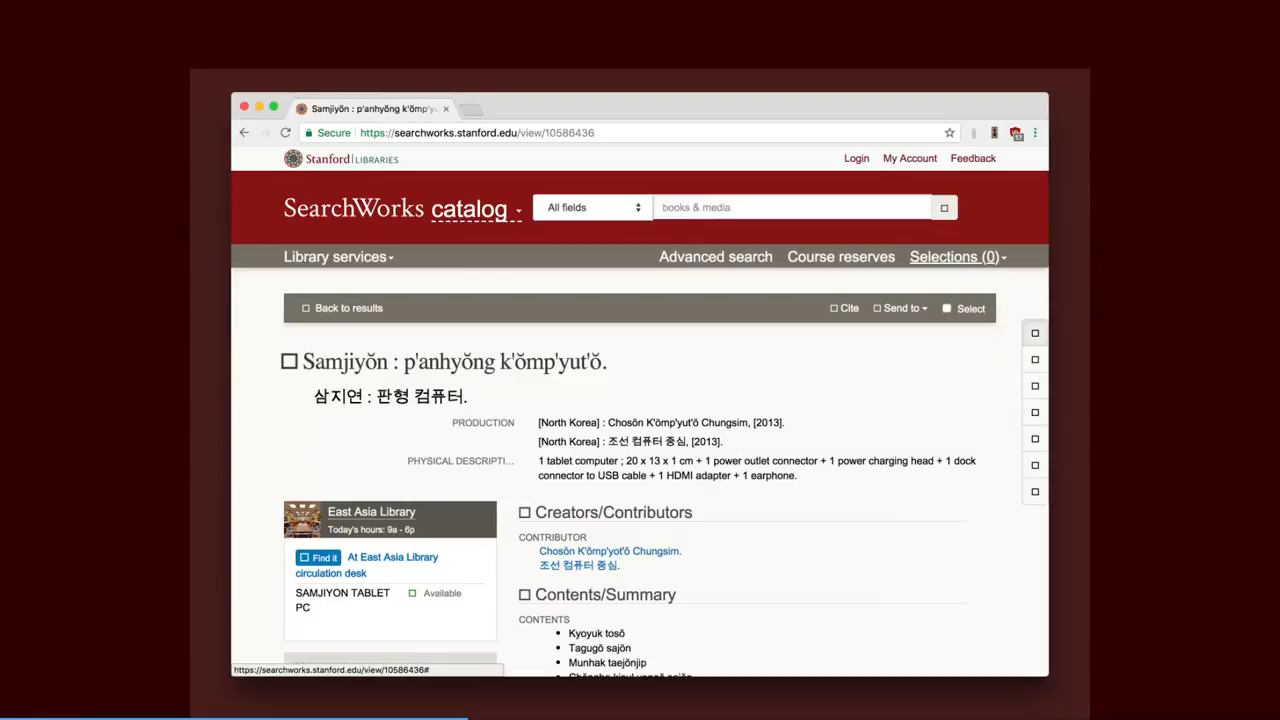 Samjiyŏn : p'anhyŏng k'ŏmp'yu
Secure https://searchworks.stanford.edu/view/10586436
Stanford LIBRARIES
Login My Account Feedback
SearchWorks catalog All fields books & media
Library services Advanced search Course reserves Selections (0)
Back to results Cite Send to Select
Samjiyŏn : p'anhyŏng k'ŏmp'yut'ŏ.
삼지연 : 판형 컴퓨터.
PRODUCTION [North Korea] : Chosŏn K'ŏmp'yut'ŏ Chungsim, [2013].
[North Korea] : 조선 컴퓨터 중심, [2013].
PHYSICAL DESCRIPTI... 1 tablet computer ; 20 x 13 x 1 cm + 1 power outlet connector + 1 power charging head + 1 dock
connector to USB cable + 1 HDMI adapter + 1 earphone.
East Asia Library
Today's hours: 9a - 6p
Find it At East Asia Library
circulation desk
SAMJIYON TABLET Available
PC
Creators/Contributors
CONTRIBUTOR
Chosŏn K'ŏmp'yot'ŏ Chungsim.
조선 컴퓨터 중심.
Contents/Summary
CONTENTS
Kyoyuk tosŏ
Tagugŏ sajŏn
Munhak taejŏnjip
https://searchworks.stanford.edu/view/10586436#